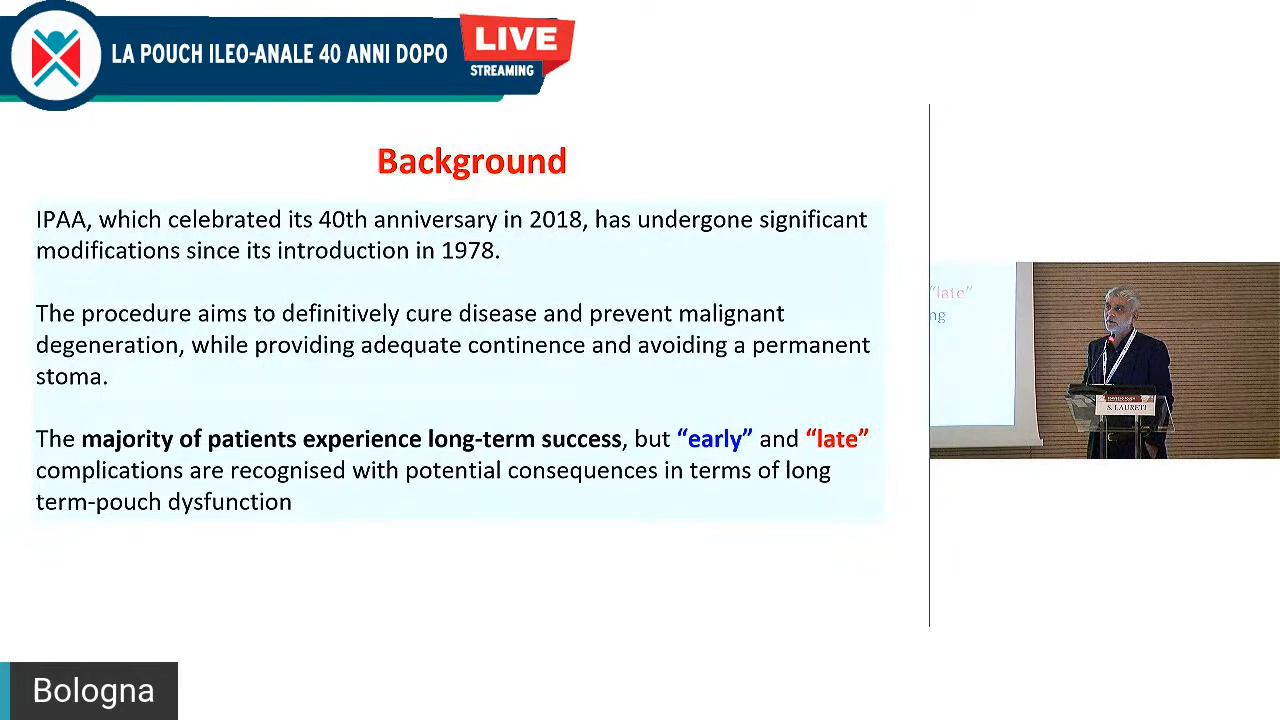 LA POUCH ILEO-ANALE 40 ANNI DOPO
LIVE
STREAMING
Background
IPAA, which celebrated its 40th anniversary in 2018, has undergone significant
modifications since its introduction in 1978.
The procedure aims to definitively cure disease and prevent malignant
degeneration, while providing adequate continence and avoiding a permanent
stoma.
The majority of patients experience long-term success, but “early” and “late”
complications are recognised with potential consequences in terms of long
term-pouch dysfunction
“late”
ng
S. LAURETI
Bologna